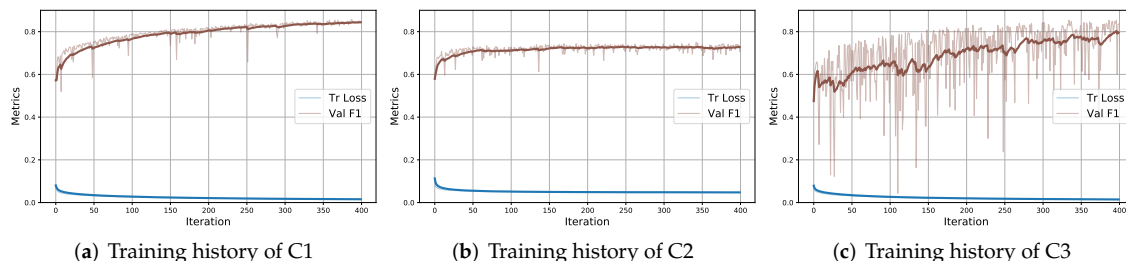 0.8
0.6
0.4
0.2
0.0
Metrics
Tr Loss
Val F1
0 50 100 150 200 250 300 350 400
Iteration
(a) Training history of C1
0.8
0.6
0.4
0.2
0.0
Metrics
Tr Loss
Val F1
0 50 100 150 200 250 300 350 400
Iteration
(b) Training history of C2
0.8
0.6
0.4
0.2
0.0
Metrics
Tr Loss
Val F1
0 50 100 150 200 250 300 350 400
Iteration
(c) Training history of C3